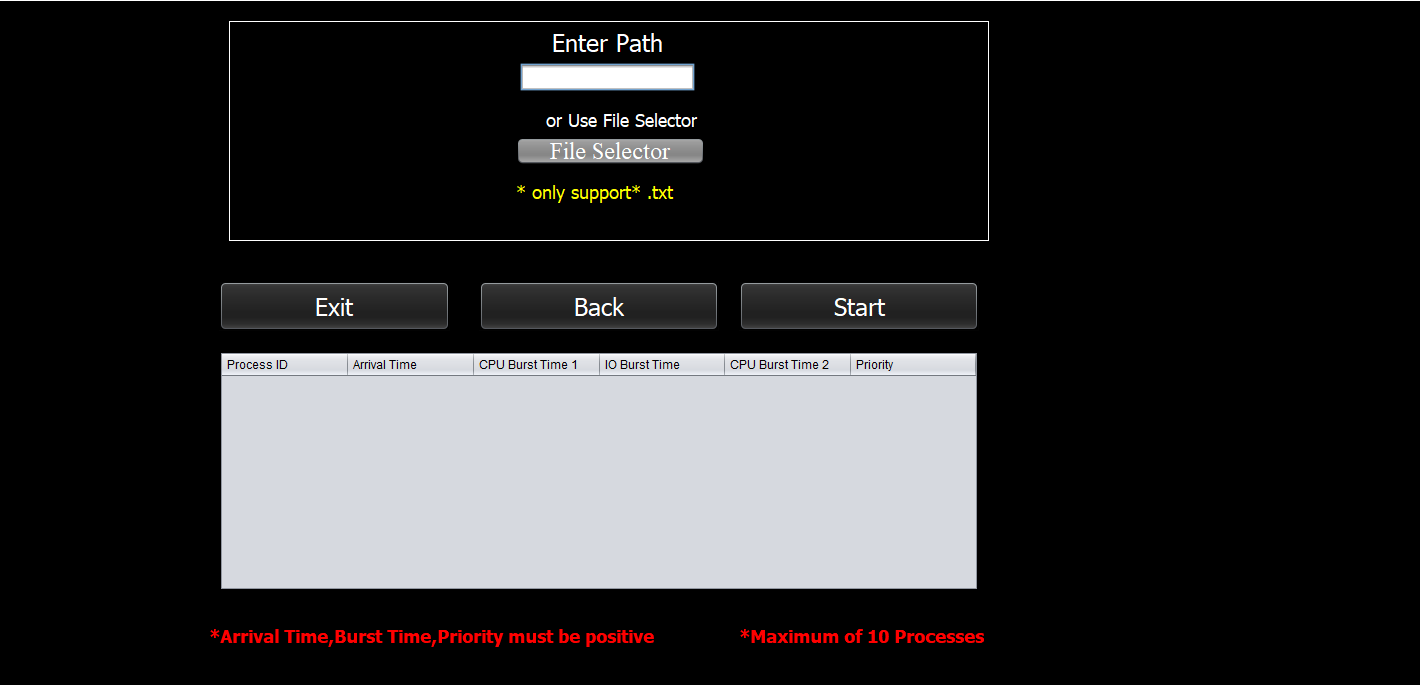 Enter Path
or Use File Selector
File Selector
* only support* .txt
Exit Back Start
Process ID Arrival Time CPU Burst Time 1 IO Burst Time CPU Burst Time 2 Priority
*Arrival Time,Burst Time,Priority must be positive *Maximum of 10 Processes